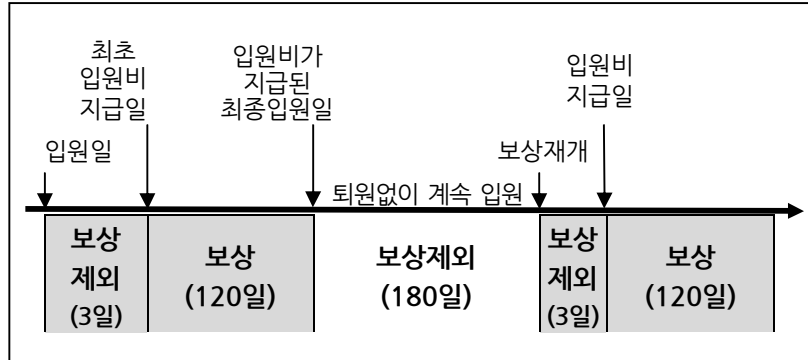 최초
입원비
지급일
입원비가
지급된
최종입원일
입원비
지급일
입원일
보상재개
퇴원없이 계속 입원
보상
제외
(3일)
보상
(120일)
보상제외
(180일)
보상
제외
(3일)
보상
(120일)